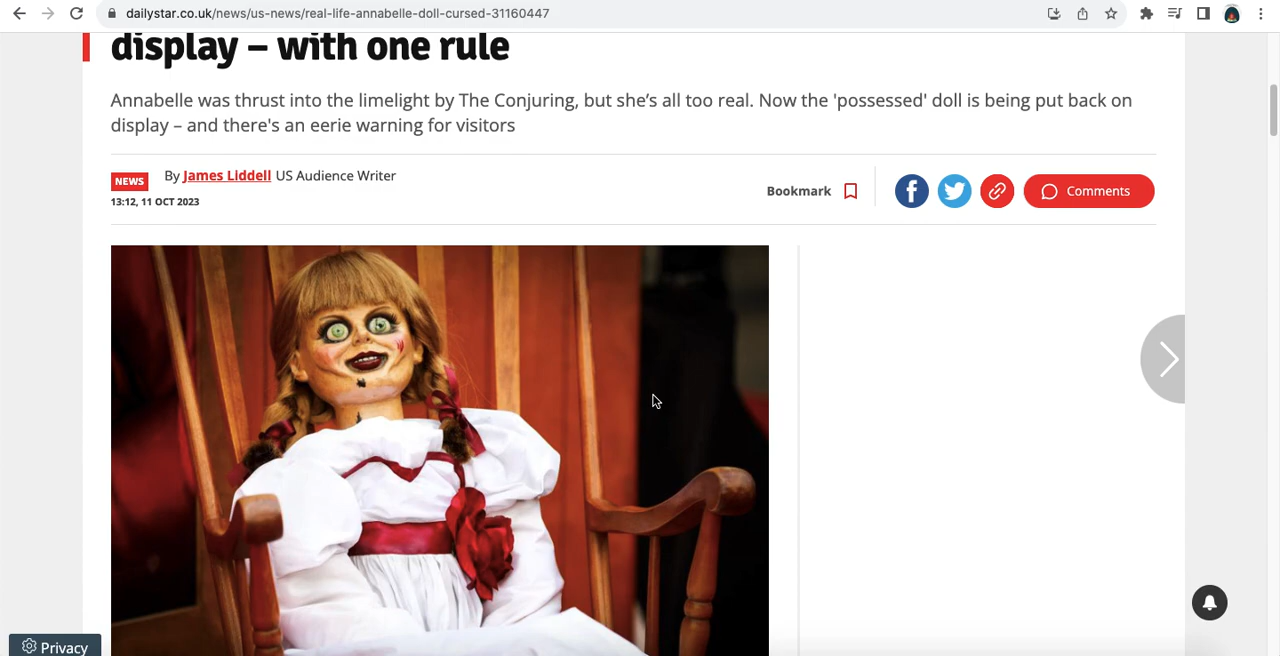 dailystar.co.uk/news/us-news/real-life-annabelle-doll-cursed-31160447
display – with one rule
Annabelle was thrust into the limelight by The Conjuring, but she’s all too real. Now the 'possessed' doll is being put back on
display – and there's an eerie warning for visitors
NEWS By James Liddell US Audience Writer
13:12, 11 OCT 2023
Bookmark
Comments
Privacy